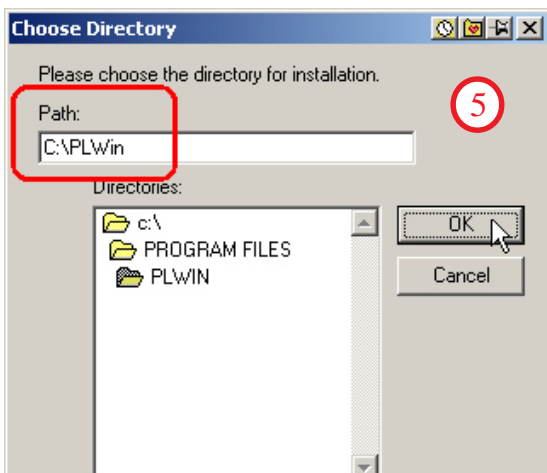 Choose Directory
Please choose the directory for installation.
Path:
5
C:\PLWin
Directories:
c:\
OK
PROGRAM FILES
PLWIN
Cancel